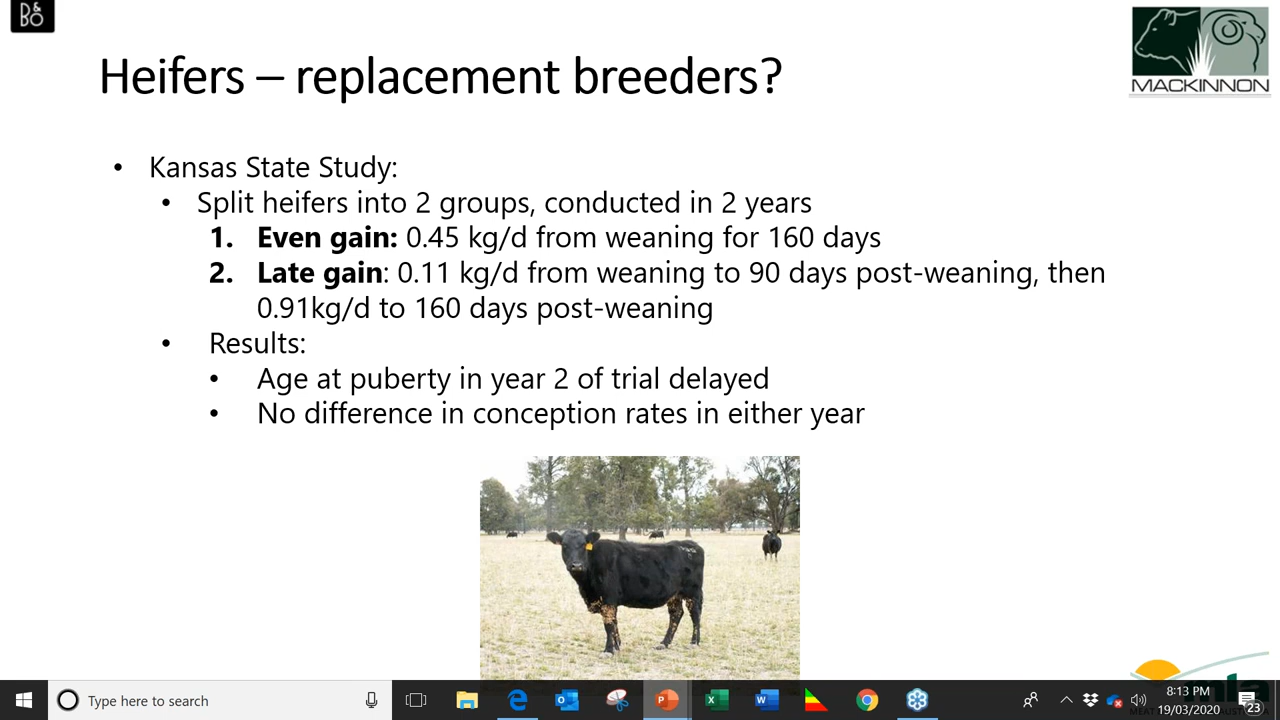 B&O
Heifers – replacement breeders?
MACKINNON
• Kansas State Study:
• Split heifers into 2 groups, conducted in 2 years
1. Even gain: 0.45 kg/d from weaning for 160 days
2. Late gain: 0.11 kg/d from weaning to 90 days post-weaning, then
0.91kg/d to 160 days post-weaning
• Results:
• Age at puberty in year 2 of trial delayed
• No difference in conception rates in either year
mla
Type here to search
8:13 PM
19/03/2020
23